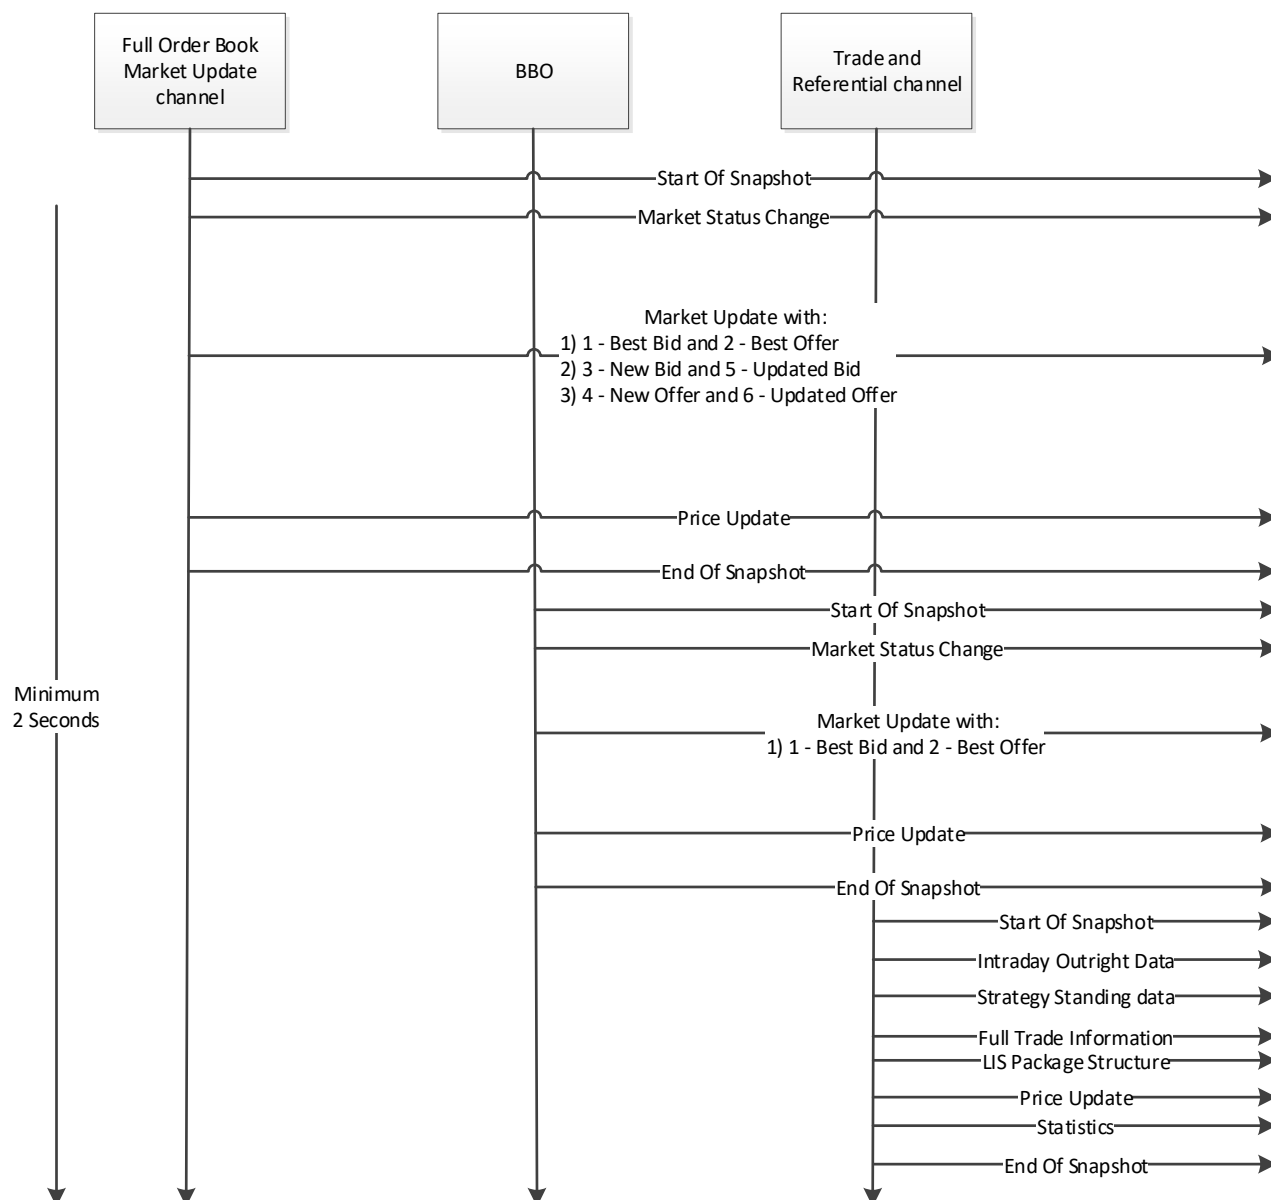 Full Order Book
Market Update
channel
BBO
Trade and
Referential channel
Start Of Snapshot
Market Status Change
Market Update with:
1) 1 - Best Bid and 2 - Best Offer
2) 3 - New Bid and 5 - Updated Bid
3) 4 - New Offer and 6 - Updated Offer
Price Update
End Of Snapshot
Start Of Snapshot
Market Status Change
Minimum
2 Seconds
Market Update with:
1) 1 - Best Bid and 2 - Best Offer
Price Update
End Of Snapshot
Start Of Snapshot
Intraday Outright Data
Strategy Standing data
Full Trade Information
LIS Package Structure
Price Update
Statistics
End Of Snapshot